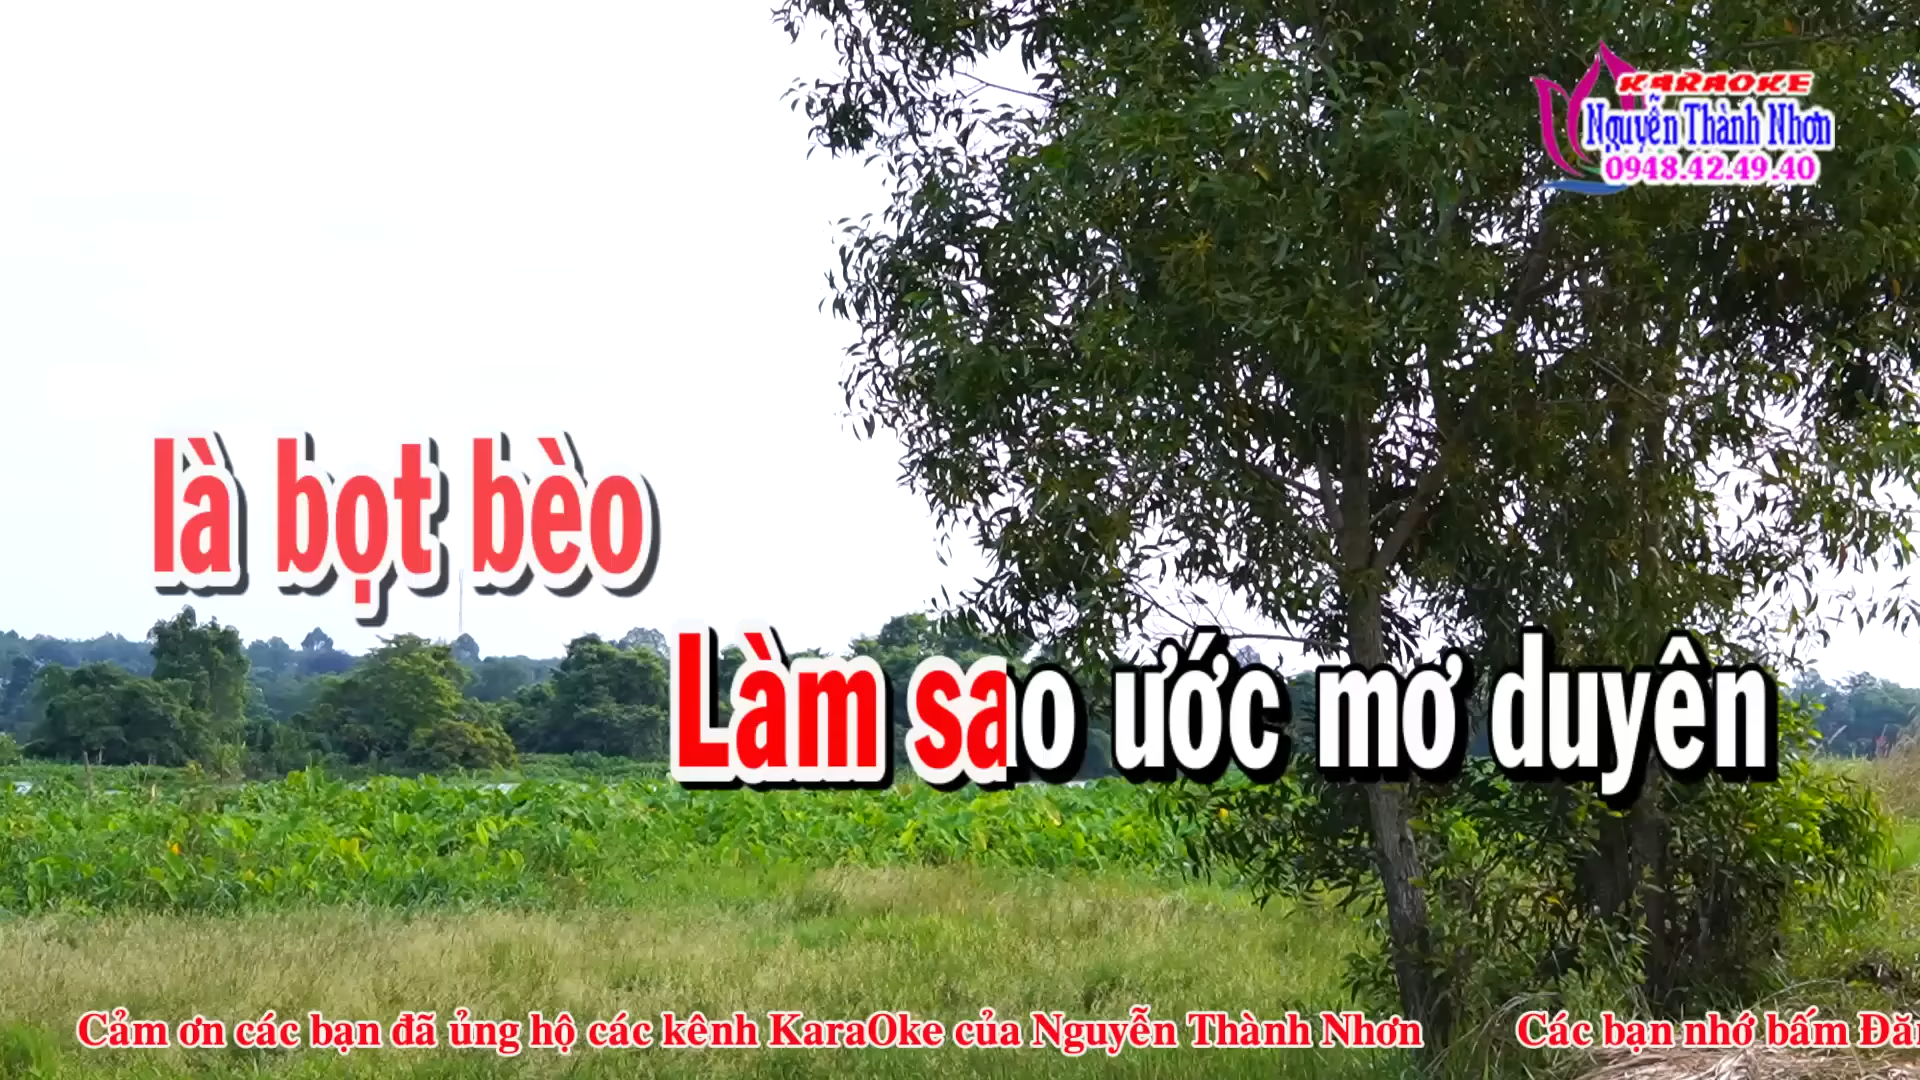 KARAOKE
Nguyễn Thành Nhơn
0948.42.49.40
là bọt bèo
Làm sao ước mơ duyên
Cảm ơn các bạn đã ủng hộ các kênh KaraOke của Nguyễn Thành Nhơn Các bạn nhớ bấm